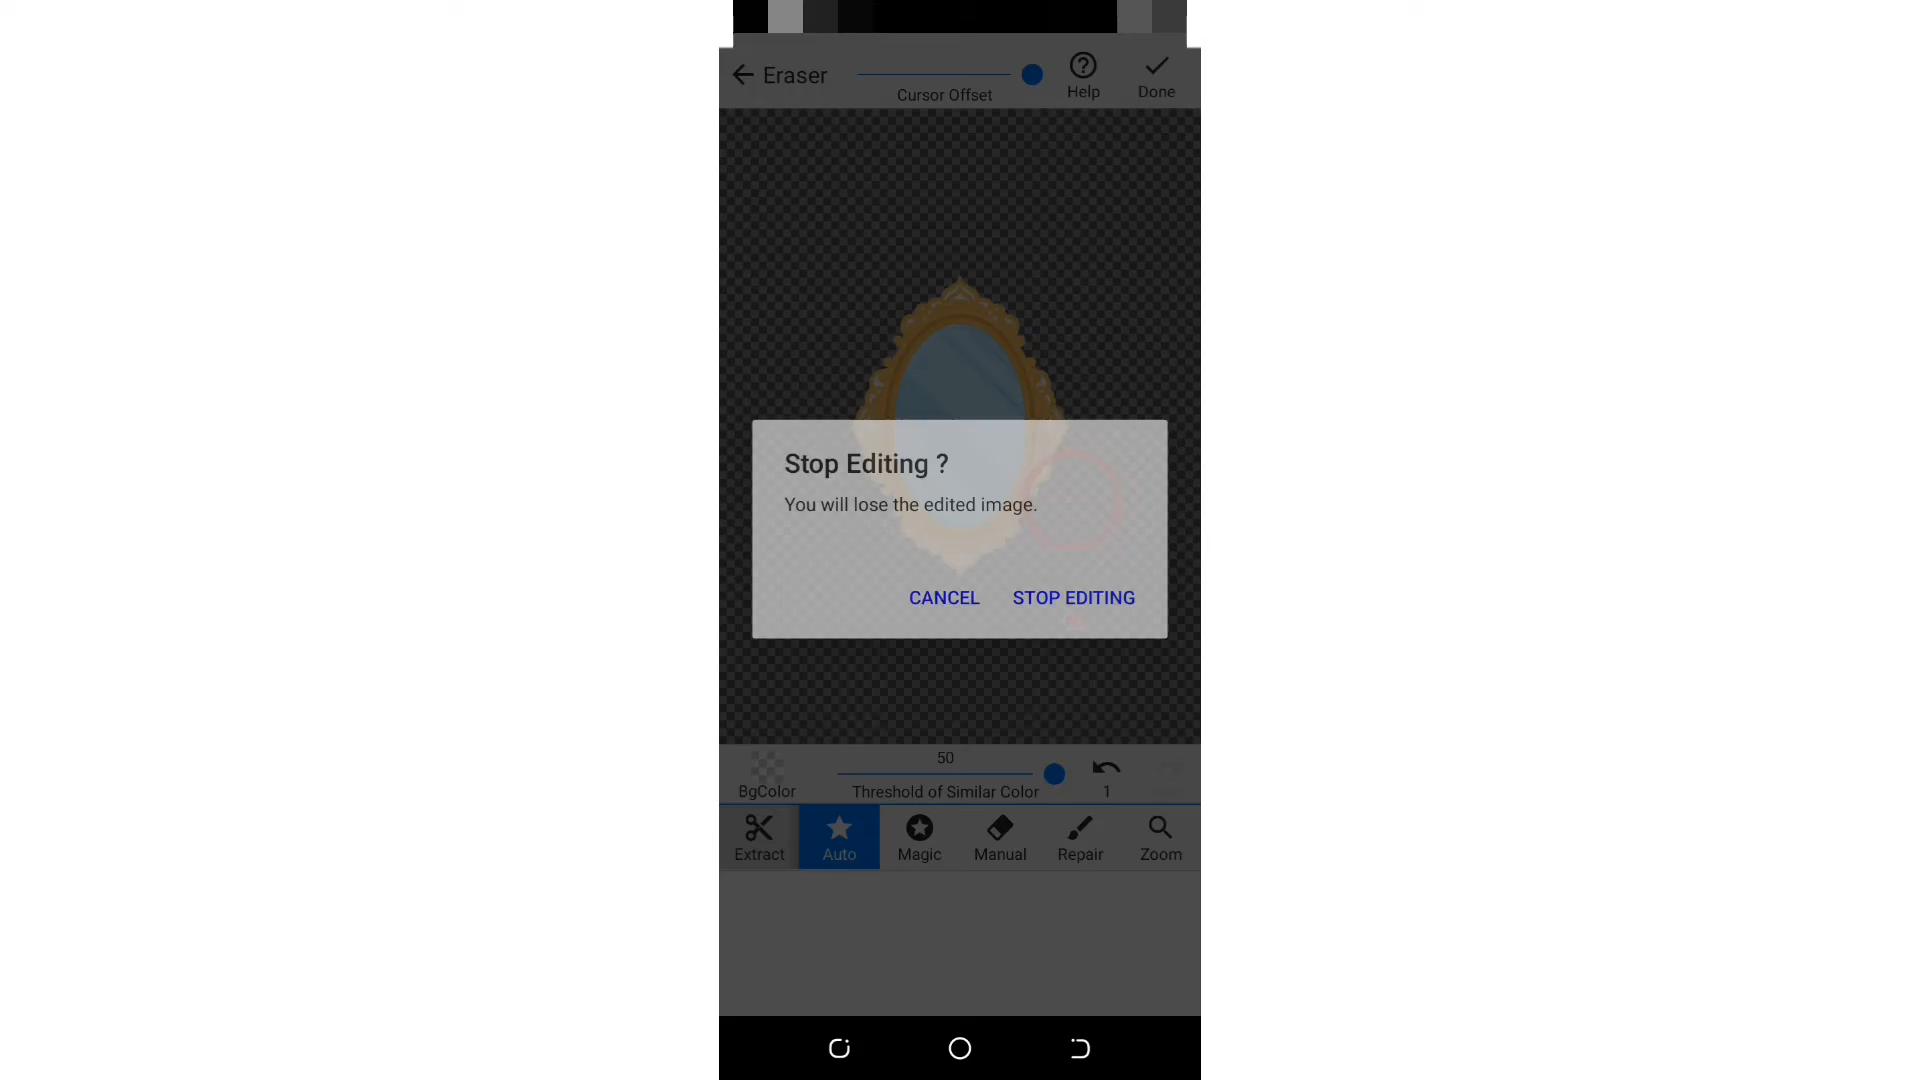 Eraser
Cursor Offset
Help
Done
Stop Editing ?
You will lose the edited image.
CANCEL
STOP EDITING
50
BgColor
Threshold of Similar Color
1
Extract
Auto
Magic
Manual
Repair
Zoom